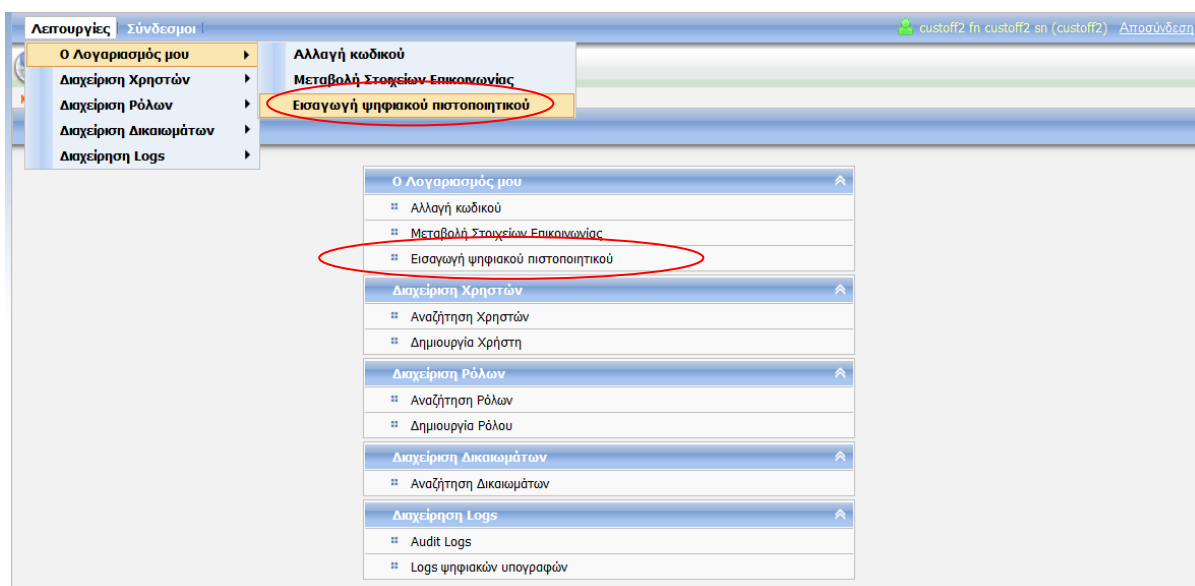 Λειτουργίες Σύνδεσμοι custoff2 fn custoff2 sn (custoff2) Αποσύνδεση
Ο Λογαριασμός μου Αλλαγή κωδικού
Διαχείριση Χρηστών Μεταβολή Στοιχείων Επικοινωνίας
Διαχείριση Ρόλων Εισαγωγή ψηφιακού πιστοποιητικού
Διαχείριση Δικαιωμάτων
Διαχείρηση Logs
Ο Λογαριασμός μου
Αλλαγή κωδικού
Μεταβολή Στοιχείων Επικοινωνίας
Εισαγωγή ψηφιακού πιστοποιητικού
Διαχείριση Χρηστών
Αναζήτηση Χρηστών
Δημιουργία Χρήστη
Διαχείριση Ρόλων
Αναζήτηση Ρόλων
Δημιουργία Ρόλου
Διαχείριση Δικαιωμάτων
Αναζήτηση Δικαιωμάτων
Διαχείρηση Logs
Audit Logs
Logs ψηφιακών υπογραφών